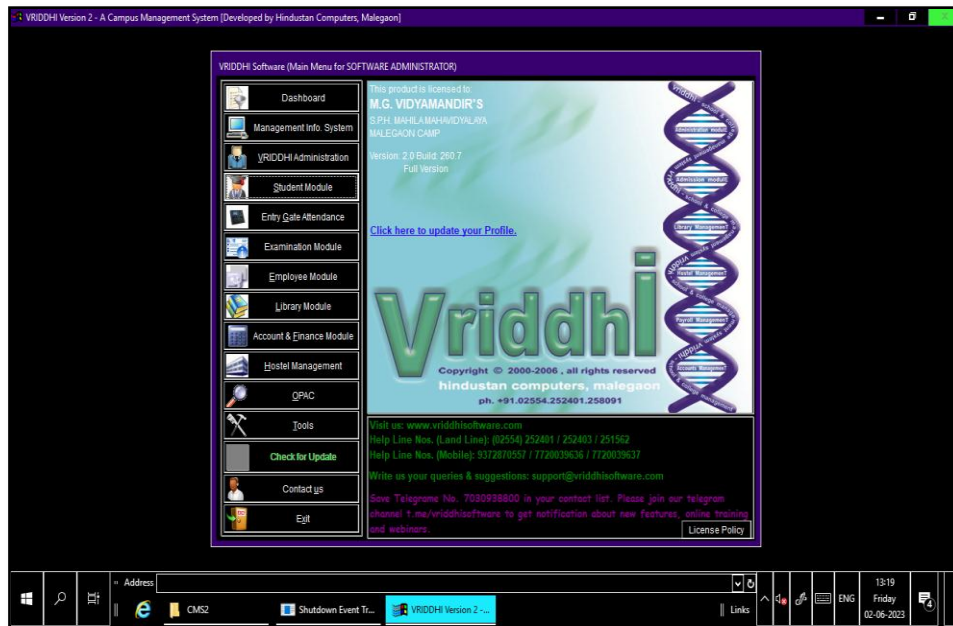 VRIDDHI Version 2 - A Campus Management System [Developed by Hindustan Computers, Malegaon]
VRIDDHI Software (Main Menu for SOFTWARE ADMINISTRATOR)
Dashboard
Management Info. System
VRIDDHI Administration
Student Module
Entry Gate Attendance
Examination Module
Employee Module
Library Module
Account & Finance Module
Hostel Management
OPAC
Tools
Check for Update
Contact us
Exit
This product is licensed to:
M.G. VIDYAMANDIR'S
S.P.H. MAHILA MAHAVIDYALAYA
MALEGAON CAMP
Version: 2.0 Build: 260.7
Full Version
Click here to update your Profile.
Vriddhi
Copyright © 2000-2006 , all rights reserved
hindustan computers, malegaon
ph. +91.02554.252401.258091
Administration module
Admission module
Library Management
Hostel Management
Payroll Management
Accounts Management
Visit us: www.vriddhisoftware.com
Help Line Nos. (Land Line): (02554) 252401 / 252403 / 251562
Help Line Nos. (Mobile): 9372870557 / 7720039636 / 7720039637
Write us your queries & suggestions: support@vriddhisoftware.com
Save Telegrame No. 7030938800 in your contact list. Please join our telegram
channel t.me/vriddhisoftware to get notification about new features, online training
and webinars.
License Policy
Address
CMS2
Shutdown Event Tr...
VRIDDHI Version 2 -...
Links
ENG
13:19
Friday
02-06-2023
4